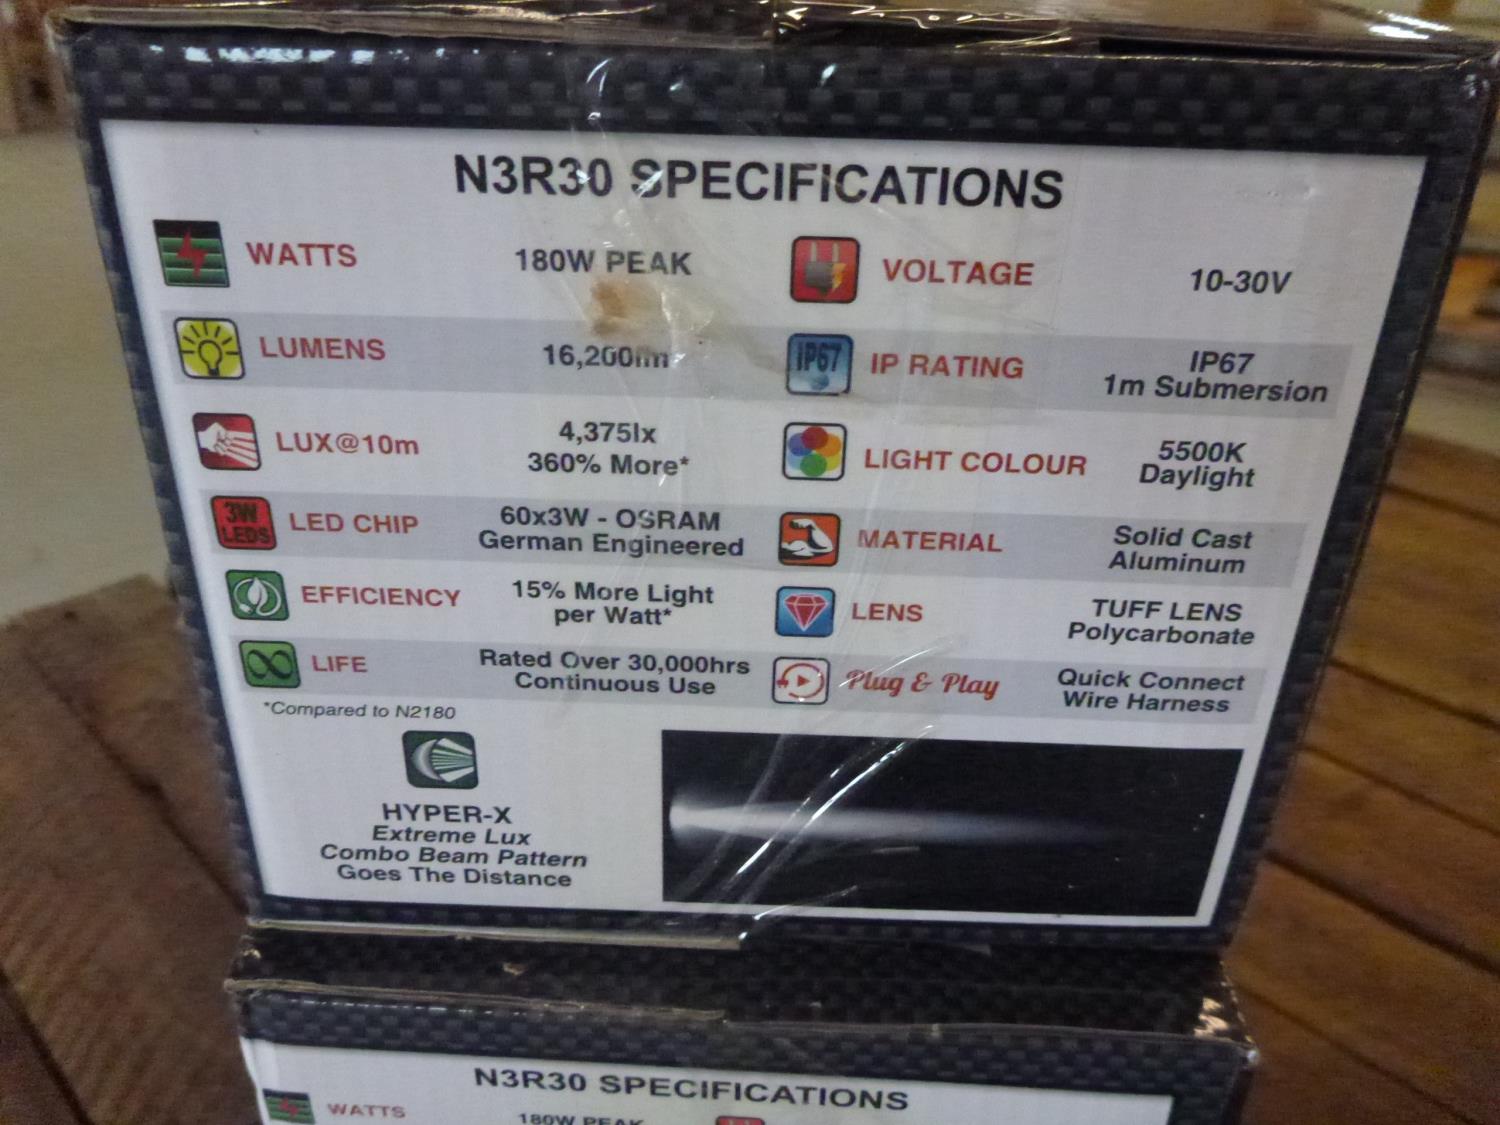 N3R30 SPECIFICATIONS
WATTS 180W PEAK
LUMENS 16,200lm
LUX@10m 4,375lx
360% More*
3W LEDS LED CHIP 60x3W - OSRAM
German Engineered
EFFICIENCY 15% More Light
per Watt*
LIFE Rated Over 30,000hrs
Continuous Use
*Compared to N2180
VOLTAGE 10-30V
IP67 IP RATING IP67
1m Submersion
LIGHT COLOUR 5500K
Daylight
MATERIAL Solid Cast
Aluminum
LENS TUFF LENS
Polycarbonate
Plug & Play Quick Connect
Wire Harness
HYPER-X
Extreme Lux
Combo Beam Pattern
Goes The Distance
N3R30 SPECIFICATIONS
WATTS 180W PEAK